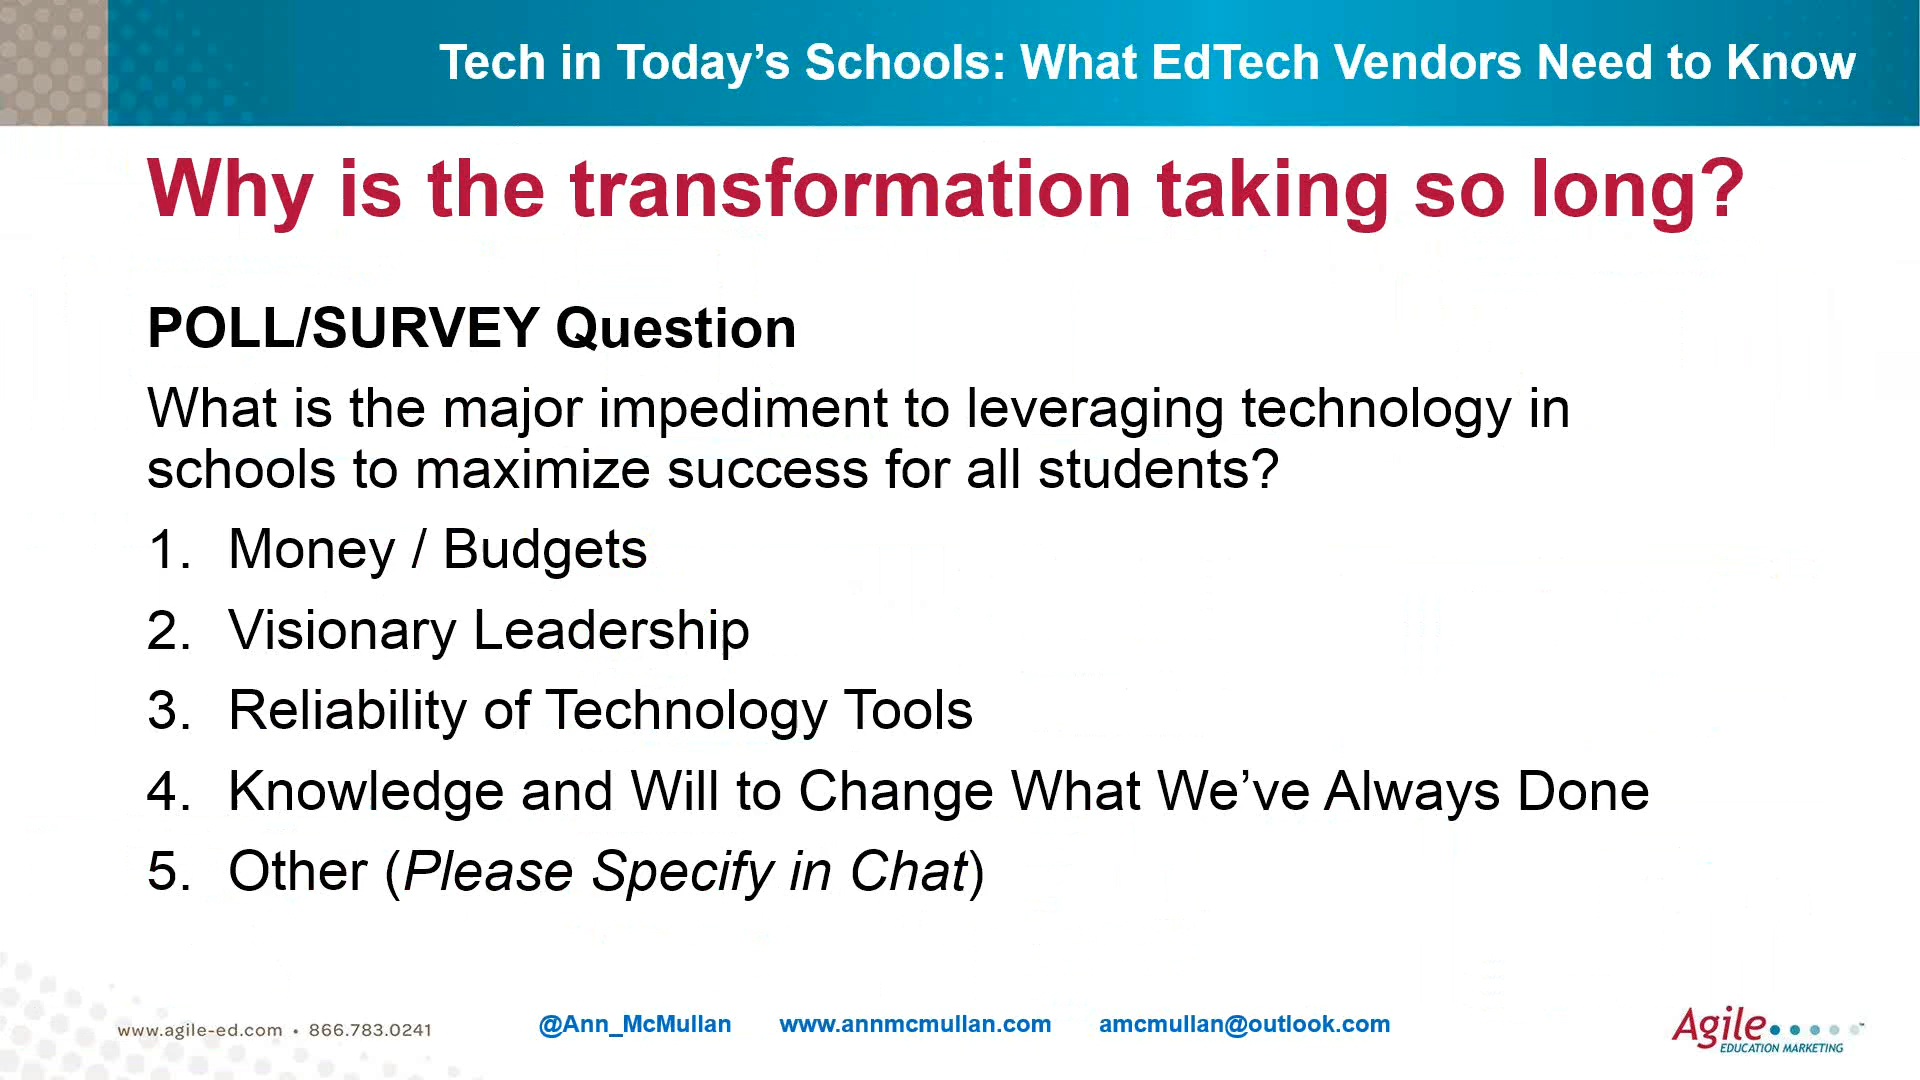 Tech in Today’s Schools: What EdTech Vendors Need to Know
Why is the transformation taking so long?
POLL/SURVEY Question
What is the major impediment to leveraging technology in
schools to maximize success for all students?
1. Money / Budgets
2. Visionary Leadership
3. Reliability of Technology Tools
4. Knowledge and Will to Change What We’ve Always Done
5. Other (Please Specify in Chat)
www.agile-ed.com • 866.783.0241
@Ann_McMullan www.annmcmullan.com amcmullan@outlook.com
Agile
EDUCATION MARKETING